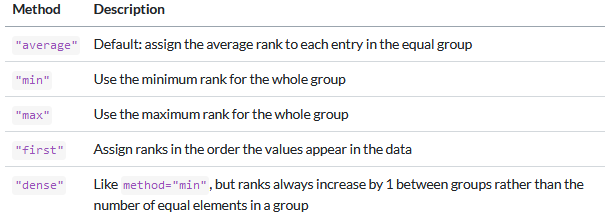 Method Description
"average" Default: assign the average rank to each entry in the equal group
"min" Use the minimum rank for the whole group
"max" Use the maximum rank for the whole group
"first" Assign ranks in the order the values appear in the data
"dense" Like method="min", but ranks always increase by 1 between groups rather than the
number of equal elements in a group